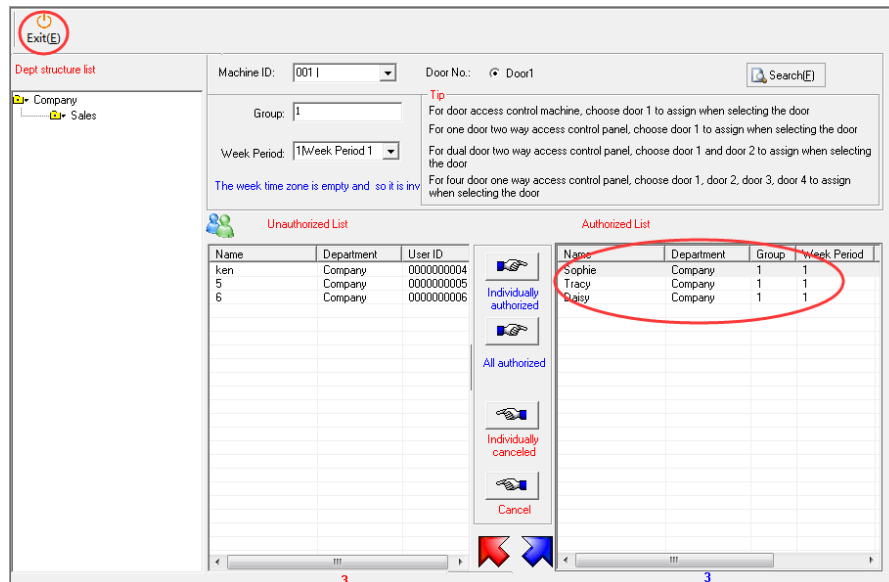 Exit(E)
Dept structure list
Company
Sales
Machine ID: 001 | Door No.: Door1 Search(F)
Group: 1
Week Period: 1|Week Period 1
The week time zone is empty and so it is inv
Tip
For door access control machine, choose door 1 to assign when selecting the door
For one door two way access control panel, choose door 1 to assign when selecting the door
For dual door two way access control panel, choose door 1 and door 2 to assign when selecting
the door
For four door one way access control panel, choose door 1, door 2, door 3, door 4 to assign
when selecting the door
Unauthorized List
Name Department User ID
ken Company 0000000004
5 Company 0000000005
6 Company 0000000006
3
Individually
authorized
All authorized
Individually
canceled
Cancel
Authorized List
Name Department Group Week Period
Sophie Company 1 1
Tracy Company 1 1
Daisy Company 1 1
3